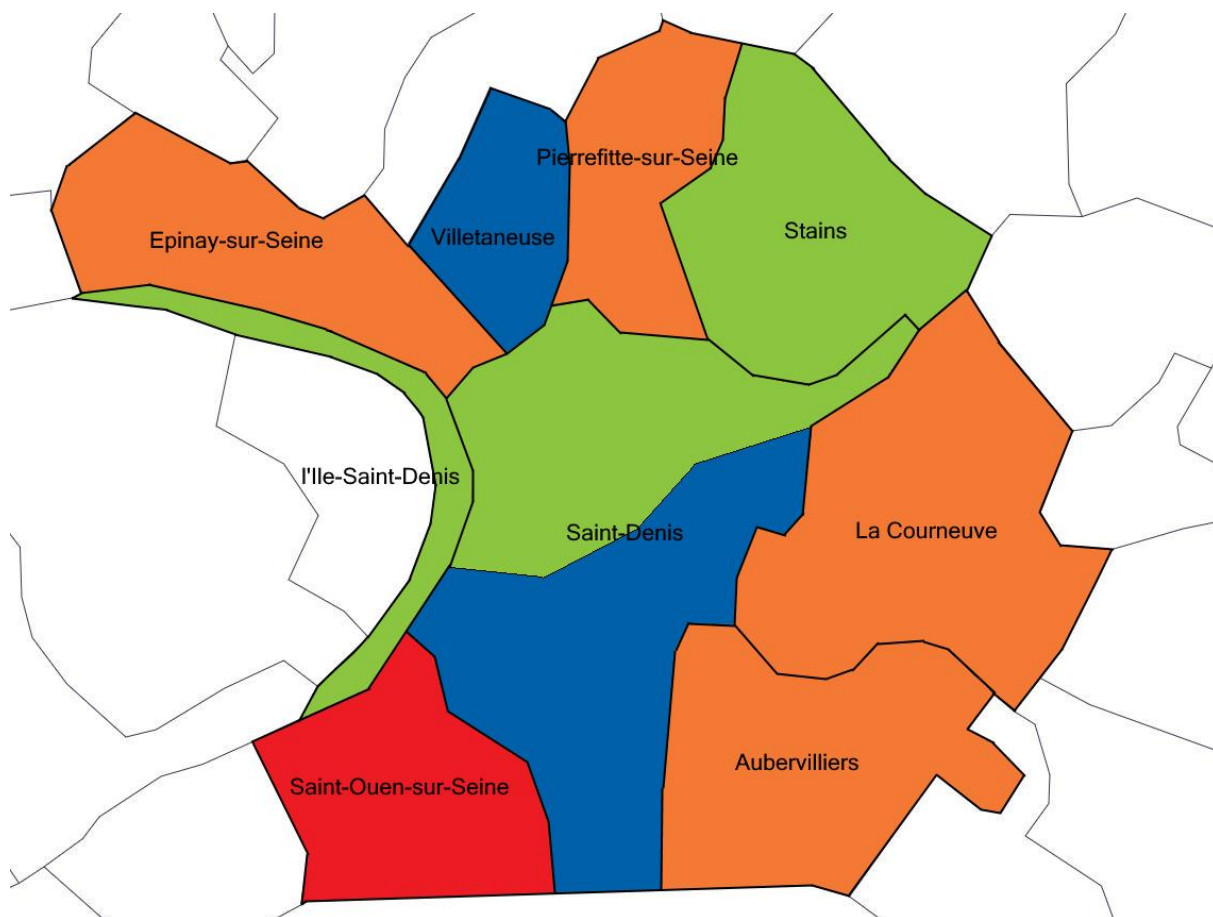 Pierrefitte-sur-Seine
Epinay-sur-Seine
Villetaneuse
Stains
l'Ile-Saint-Denis
Saint-Denis
La Courneuve
Aubervilliers
Saint-Ouen-sur-Seine